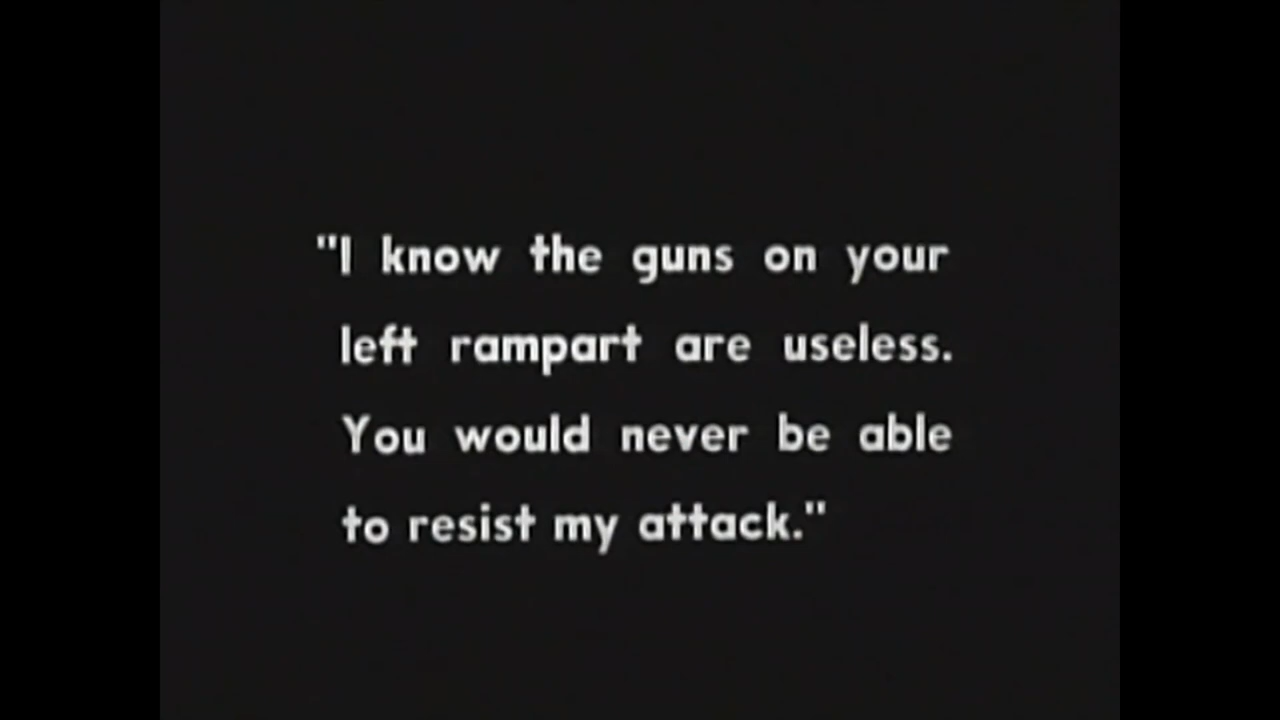 "I know the guns on your
left rampart are useless.
You would never be able
to resist my attack."